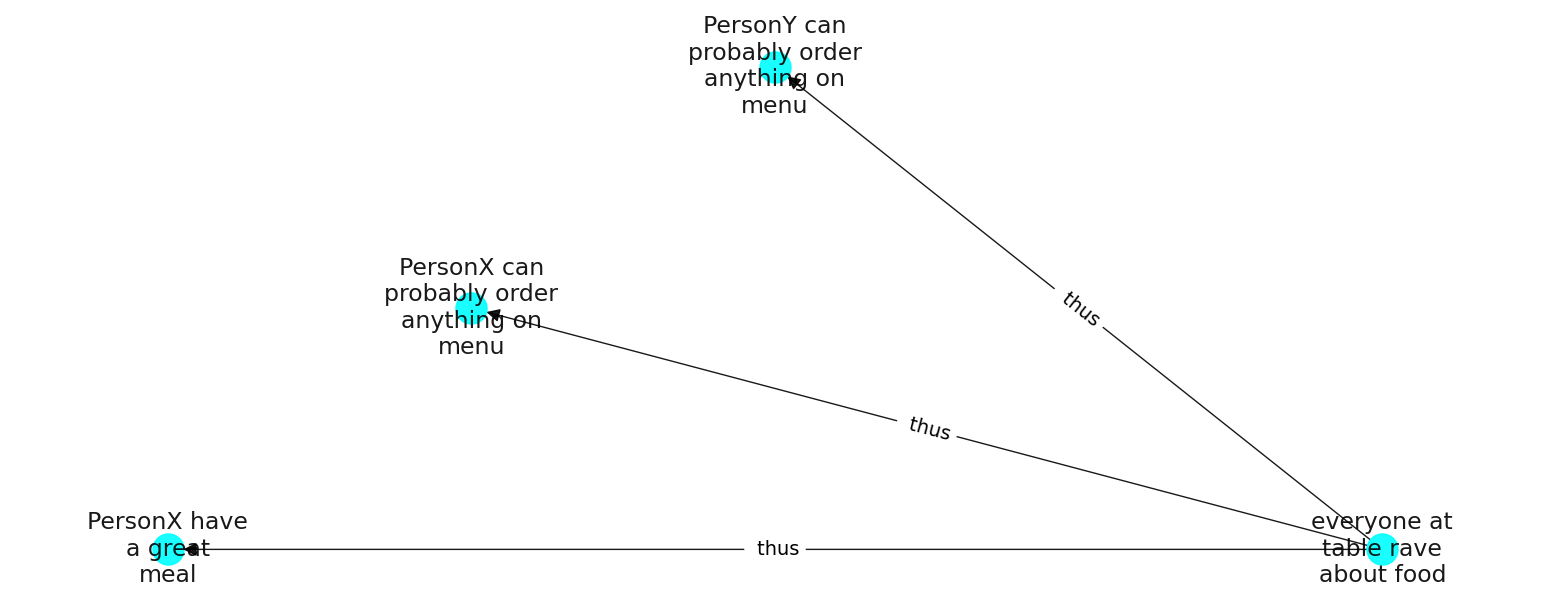 PersonY can
probably order
anything on
menu
PersonX can
probably order
anything on
menu
thus
thus
PersonX have
a great
meal
thus
everyone at
table rave
about food